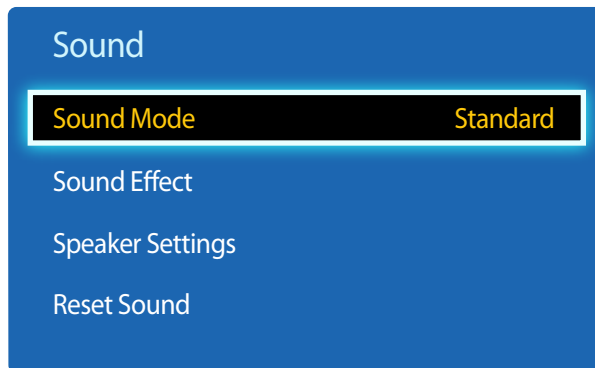 Sound
Sound Mode Standard
Sound Effect
Speaker Settings
Reset Sound